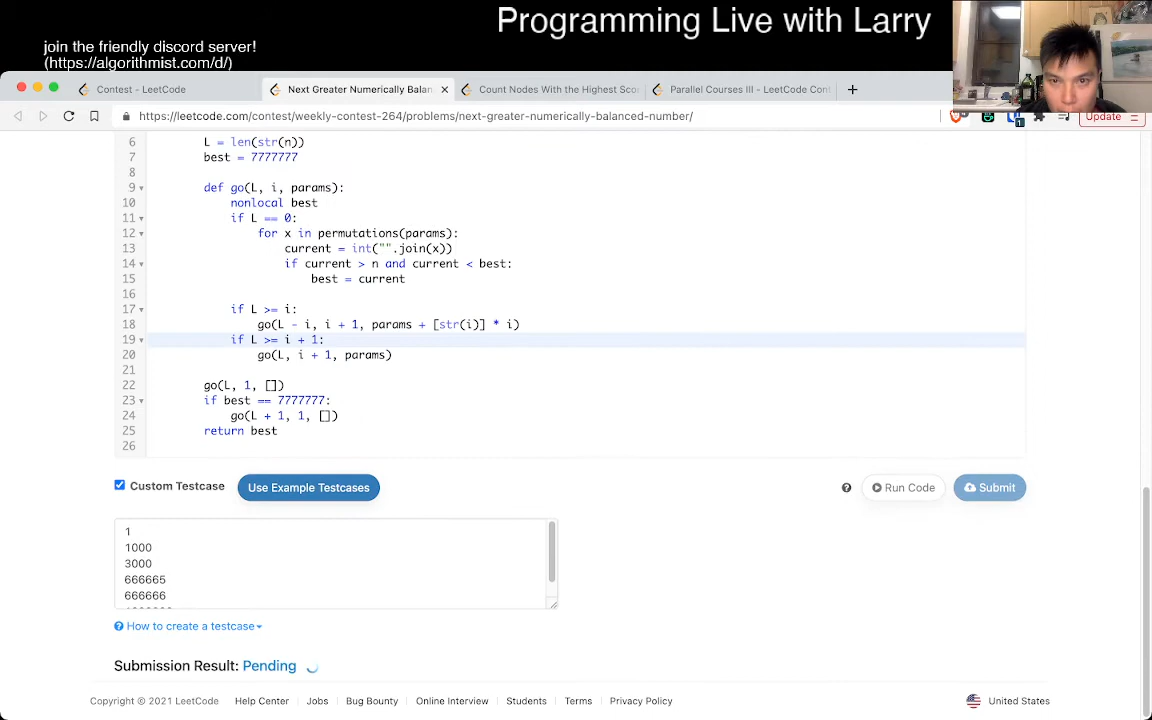 Programming Live with Larry
join the friendly discord server!
(https://algorithmist.com/d/)
Contest - LeetCode
Next Greater Numerically Balan
Count Nodes With the Highest Sco
Parallel Courses III - LeetCode Cont
https://leetcode.com/contest/weekly-contest-264/problems/next-greater-numerically-balanced-number/
1
Update
6 L = len(str(n))
7 best = 7777777
8
9 def go(L, i, params):
10 nonlocal best
11 if L == 0:
12 for x in permutations(params):
13 current = int("".join(x))
14 if current > n and current < best:
15 best = current
16
17 if L >= i:
18 go(L - i, i + 1, params + [str(i)] * i)
19 if L >= i + 1:
20 go(L, i + 1, params)
21
22 go(L, 1, [])
23 if best == 7777777:
24 go(L + 1, 1, [])
25 return best
26
Custom Testcase
Use Example Testcases
Run Code
Submit
1
1000
3000
666665
666666
How to create a testcase
Submission Result: Pending
Copyright © 2021 LeetCode Help Center Jobs Bug Bounty Online Interview Students Terms Privacy Policy United States